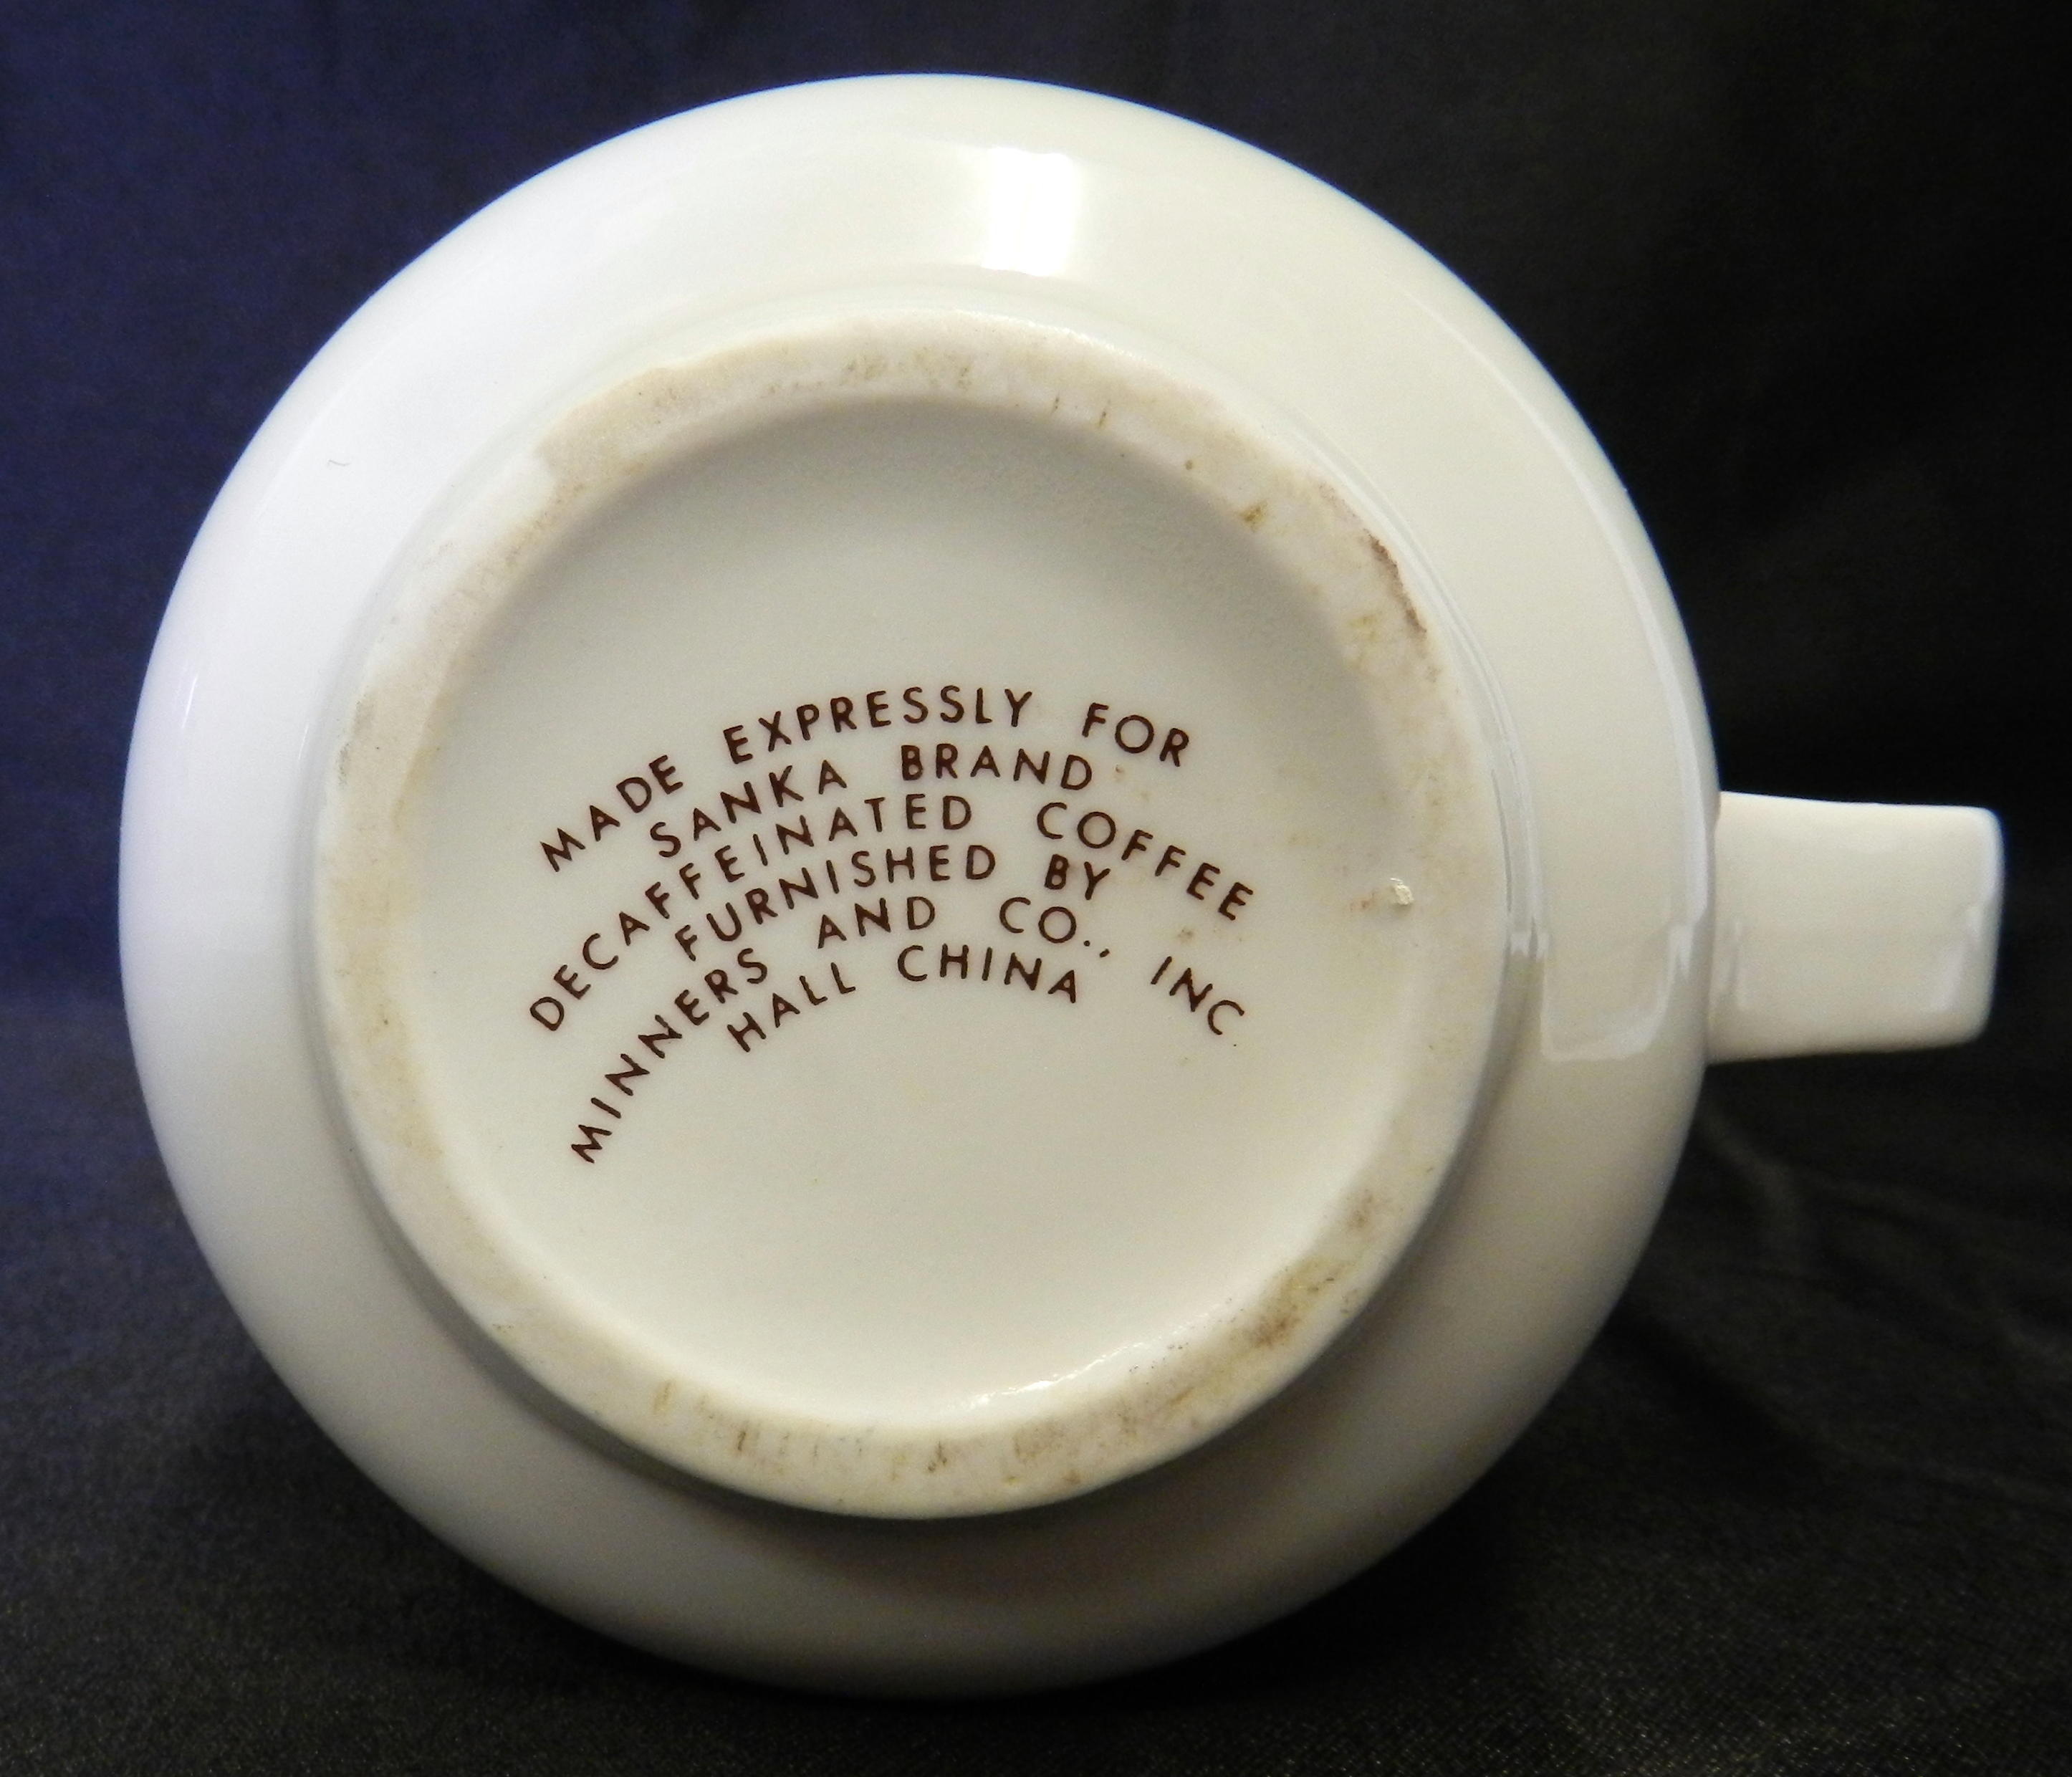 MADE EXPRESSLY FOR
SANKA BRAND
DECAFFEINATED COFFEE
FURNISHED BY
MINNERS AND CO., INC
HALL CHINA